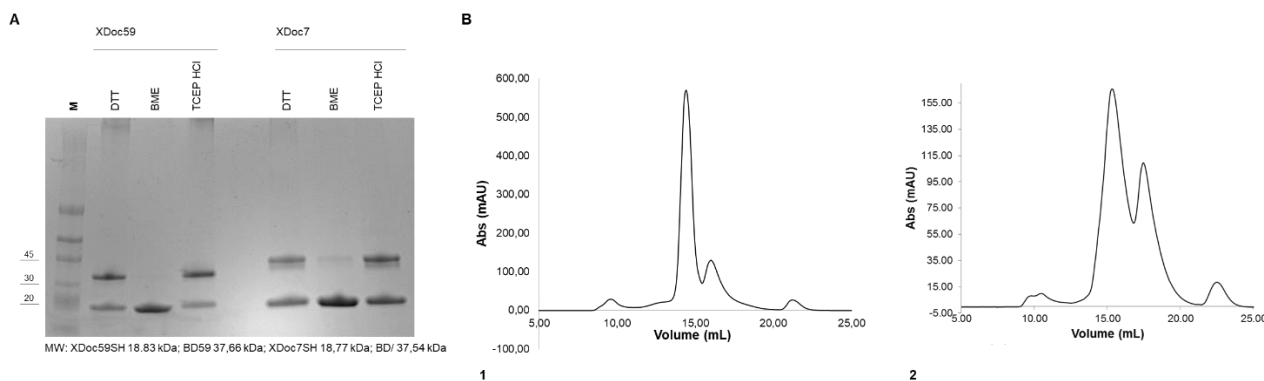 A
XDoc59
XDoc7
M
DTT
BME
TCEP HCl
DTT
BME
TCEP HCl
45
30
20
MW: XDoc59SH 18.83 kDa; BD59 37,66 kDa; XDoc7SH 18,77 kDa; BD/ 37,54 kDa
B
Abs (mAU)
600,00
500,00
400,00
300,00
200,00
100,00
0,00
-100,00
5,00 10,00 15,00 20,00 25,00
Volume (mL)
1
Abs (mAU)
155.00
135.00
115.00
95.00
75.00
55.00
35.00
15.00
-5.00
5.00 10.00 15.00 20.00 25.00
Volume (mL)
2